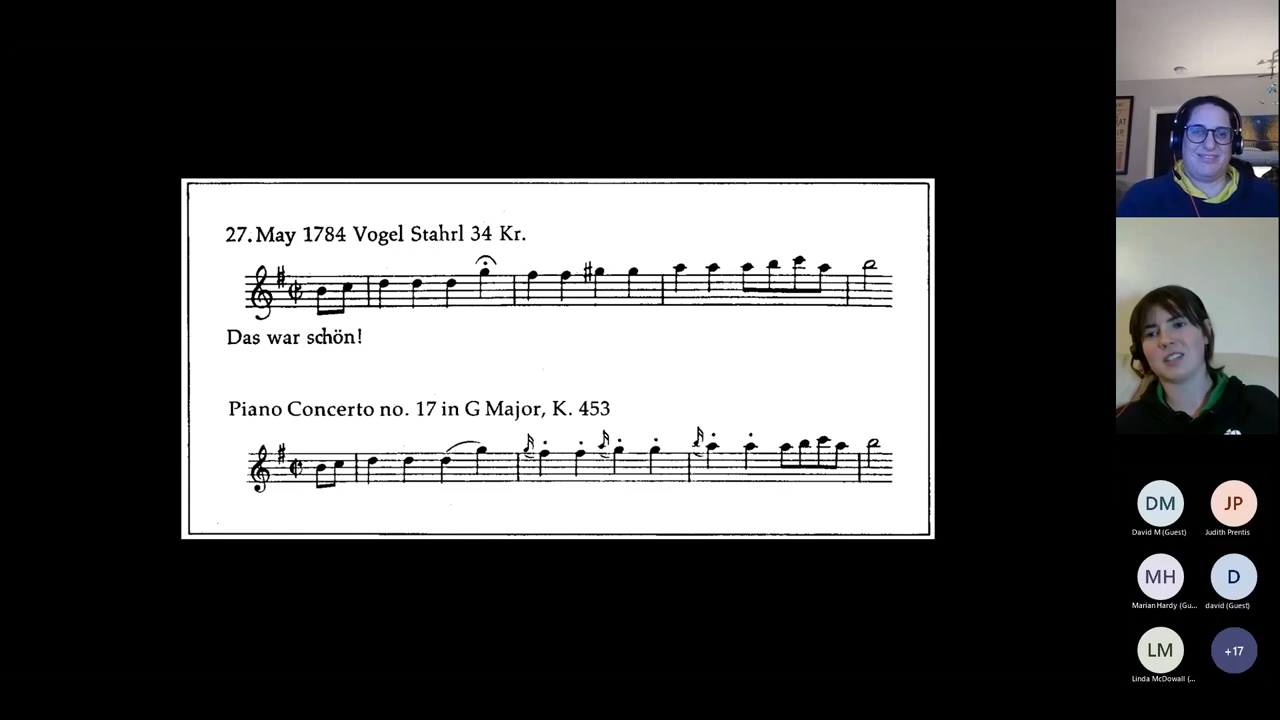 27. May 1784 Vogel Stahrl 34 Kr.
Das war schön!
Piano Concerto no. 17 in G Major, K. 453
DM
David M (Guest)
JP
Judith Prentis
MH
Marian Hardy (Gu...
D
david (Guest)
LM
Linda McDowall (...
+17